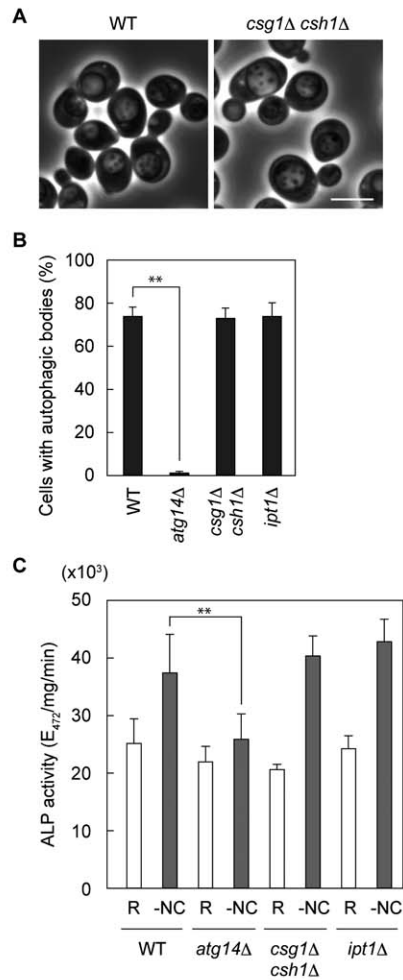 A
WT
csg1Δ csh1Δ
B
Cells with autophagic bodies (%)
100
80
60
40
20
0
**
WT
atg14Δ
csg1Δ
csh1Δ
ipt1Δ
C
(x10³)
ALP activity (E₄₇₂/mg/min)
50
40
30
20
10
0
**
R -NC R -NC R -NC R -NC
WT atg14Δ csg1Δ ipt1Δ
csh1Δ